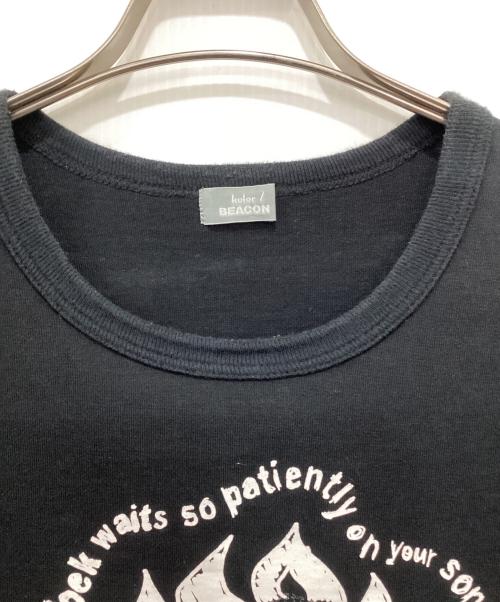 kolor /
BEACON
waits so patiently on your